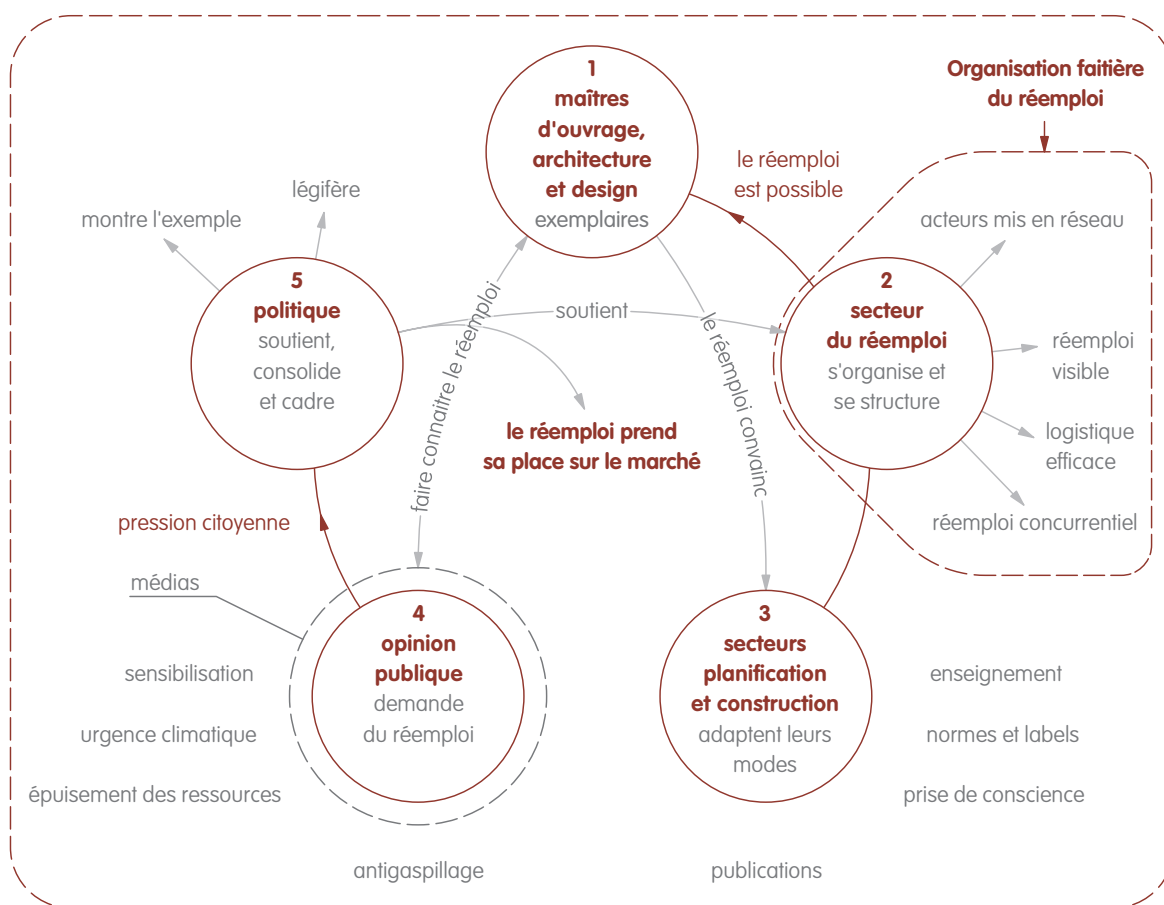 1
maîtres
d'ouvrage,
architecture
et design
exemplaires
Organisation faitière
du réemploi
le réemploi
est possible
légifère
montre l'exemple
acteurs mis en réseau
5
politique
soutient,
consolide
et cadre
soutient
2
secteur
du réemploi
s'organise et
se structure
réemploi
visible
logistique
efficace
réemploi concurrentiel
faire connaitre le réemploi
le réemploi convainc
le réemploi prend
sa place sur le marché
pression citoyenne
médias
4
opinion
publique
demande
du réemploi
3
secteurs
planification
et construction
adaptent leurs
modes
sensibilisation
urgence climatique
épuisement des ressources
antigaspillage
enseignement
normes et labels
prise de conscience
publications